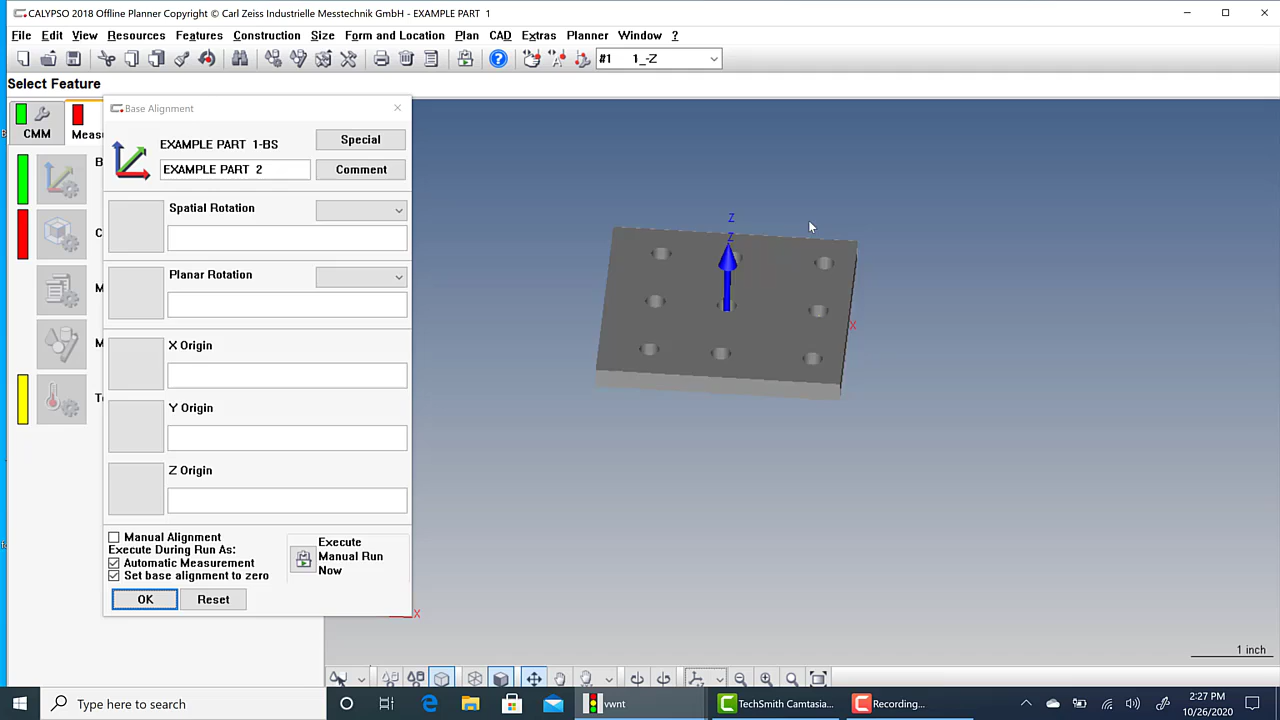 CALYPSO 2018 Offline Planner Copyright © Carl Zeiss Industrielle Messtechnik GmbH - EXAMPLE PART 1
File Edit View Resources Features Construction Size Form and Location Plan CAD Extras Planner Window ?
#1 1_-Z
Select Feature
CMM
Meas
Base Alignment
EXAMPLE PART 1-BS
Special
EXAMPLE PART 2
Comment
Spatial Rotation
Planar Rotation
X Origin
Y Origin
Z Origin
Manual Alignment
Execute During Run As:
Automatic Measurement
Set base alignment to zero
Execute
Manual Run
Now
OK
Reset
B
C
M
M
Z
Z
X
X
1 inch
Type here to search
vwnt
TechSmith Camtasia...
Recording...
2:27 PM
10/26/2020